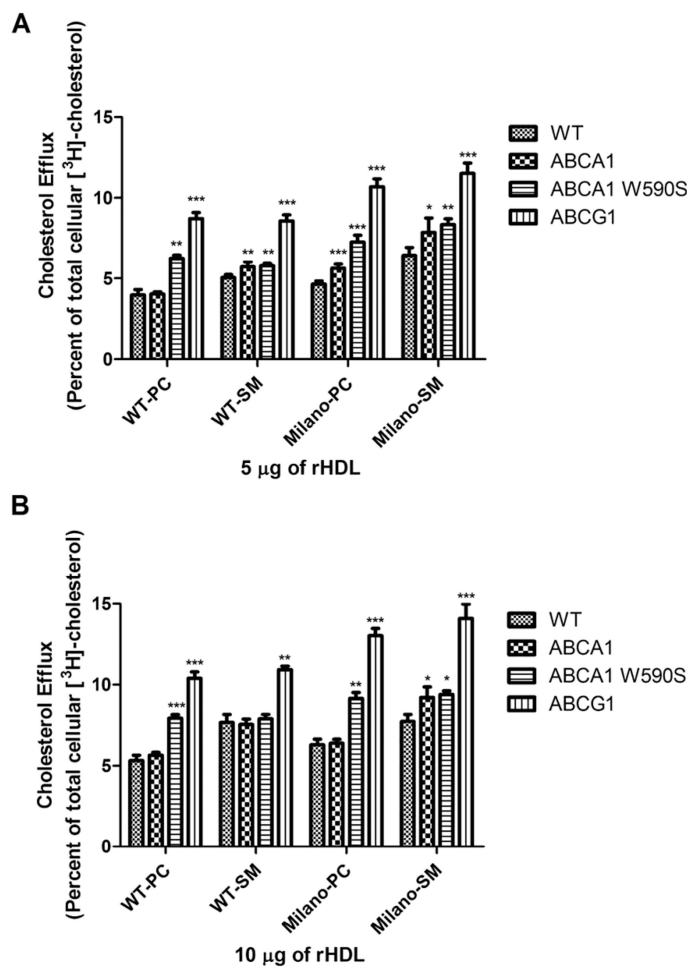 A
Cholesterol Efflux
(Percent of total cellular [³H]-cholesterol)
15
10
5
0
***
**
***
**
**
***
***
***
***
*
**
***
WT-PC
WT-SM
Milano-PC
Milano-SM
5 μg of rHDL
WT
ABCA1
ABCA1 W590S
ABCG1
B
Cholesterol Efflux
(Percent of total cellular [³H]-cholesterol)
15
10
5
0
***
***
**
**
***
*
*
***
WT-PC
WT-SM
Milano-PC
Milano-SM
10 μg of rHDL
WT
ABCA1
ABCA1 W590S
ABCG1